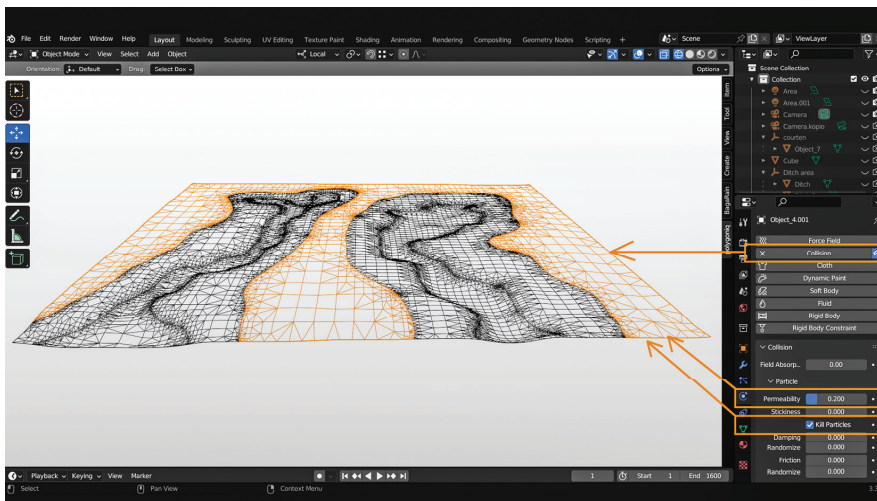 File Edit Render Window Help Layout Modeling Sculpting UV Editing Texture Paint Shading Animation Rendering Compositing Geometry Nodes Scripting + Scene ViewLayer
Object Mode View Select Add Object Local
Orientation: Default Drag: Select Box Options
Scene Collection
Collection
Area
Area.001
Camera
Camera.kopio
courten
Object_7
Cube
Ditch area
Ditch
Item
Tool
View
Create
BagaRain
polygoniq
Object_4.001
Force Field
Collision
Cloth
Dynamic Paint
Soft Body
Fluid
Rigid Body
Rigid Body Constraint
Collision
Field Absorp.. 0.00
Particle
Permeability 0.200
Stickiness 0.000
Kill Particles
Damping 0.000
Randomize 0.000
Friction 0.000
Randomize 0.000
Playback Keying View Marker 1 Start 1 End 1600
Select Pan View Context Menu